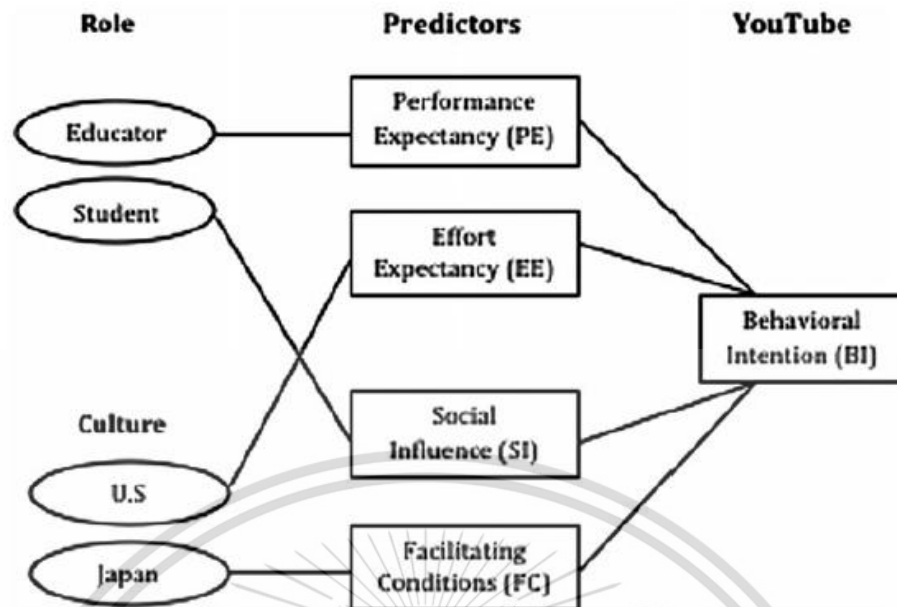 Role
Predictors
YouTube
Educator
Performance
Expectancy (PE)
Student
Effort
Expectancy (EE)
Behavioral
Intention (BI)
Culture
Social
Influence (SI)
U.S
Japan
Facilitating
Conditions (FC)